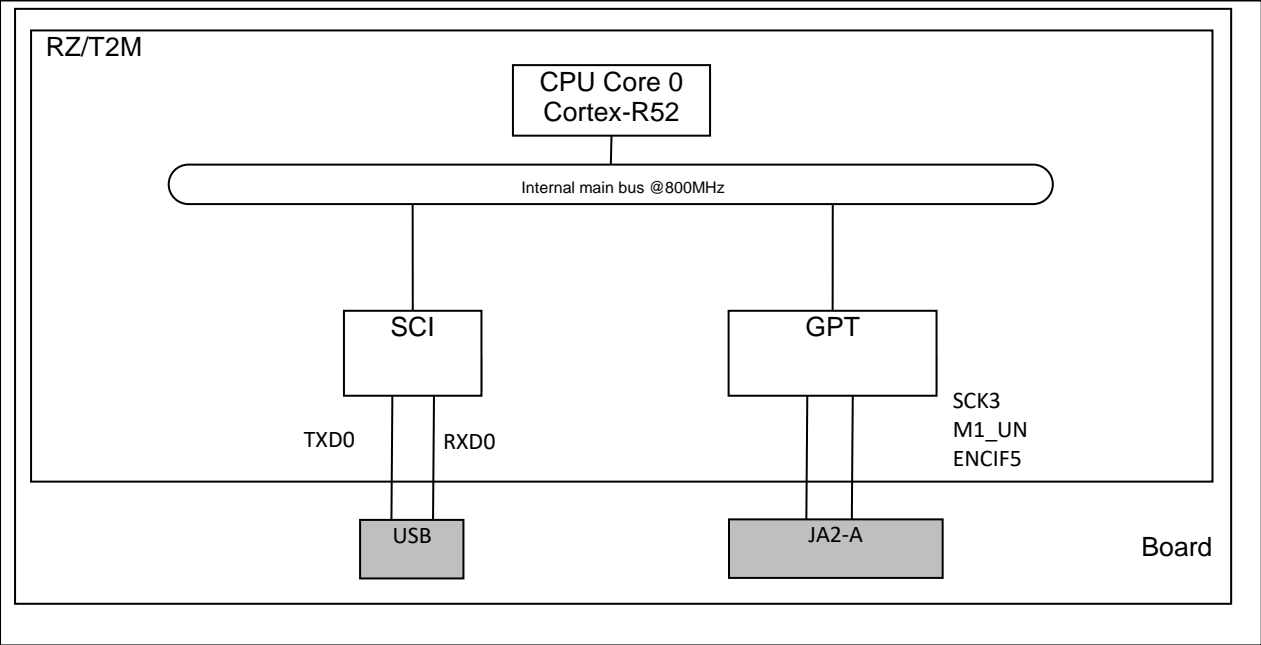 RZ/T2M
CPU Core 0
Cortex-R52
Internal main bus @800MHz
SCI
GPT
TXD0
RXD0
SCK3
M1_UN
ENCIF5
USB
JA2-A
Board